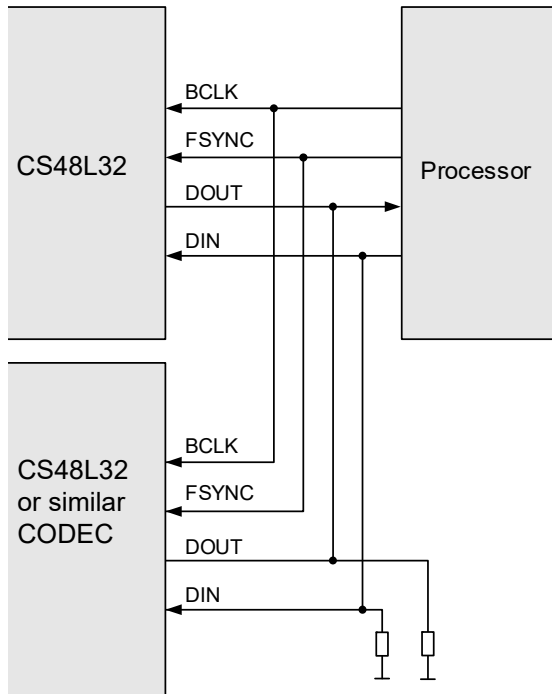 BCLK
FSYNC
CS48L32
Processor
DOUT
DIN
BCLK
CS48L32
or similar
CODEC
FSYNC
DOUT
DIN